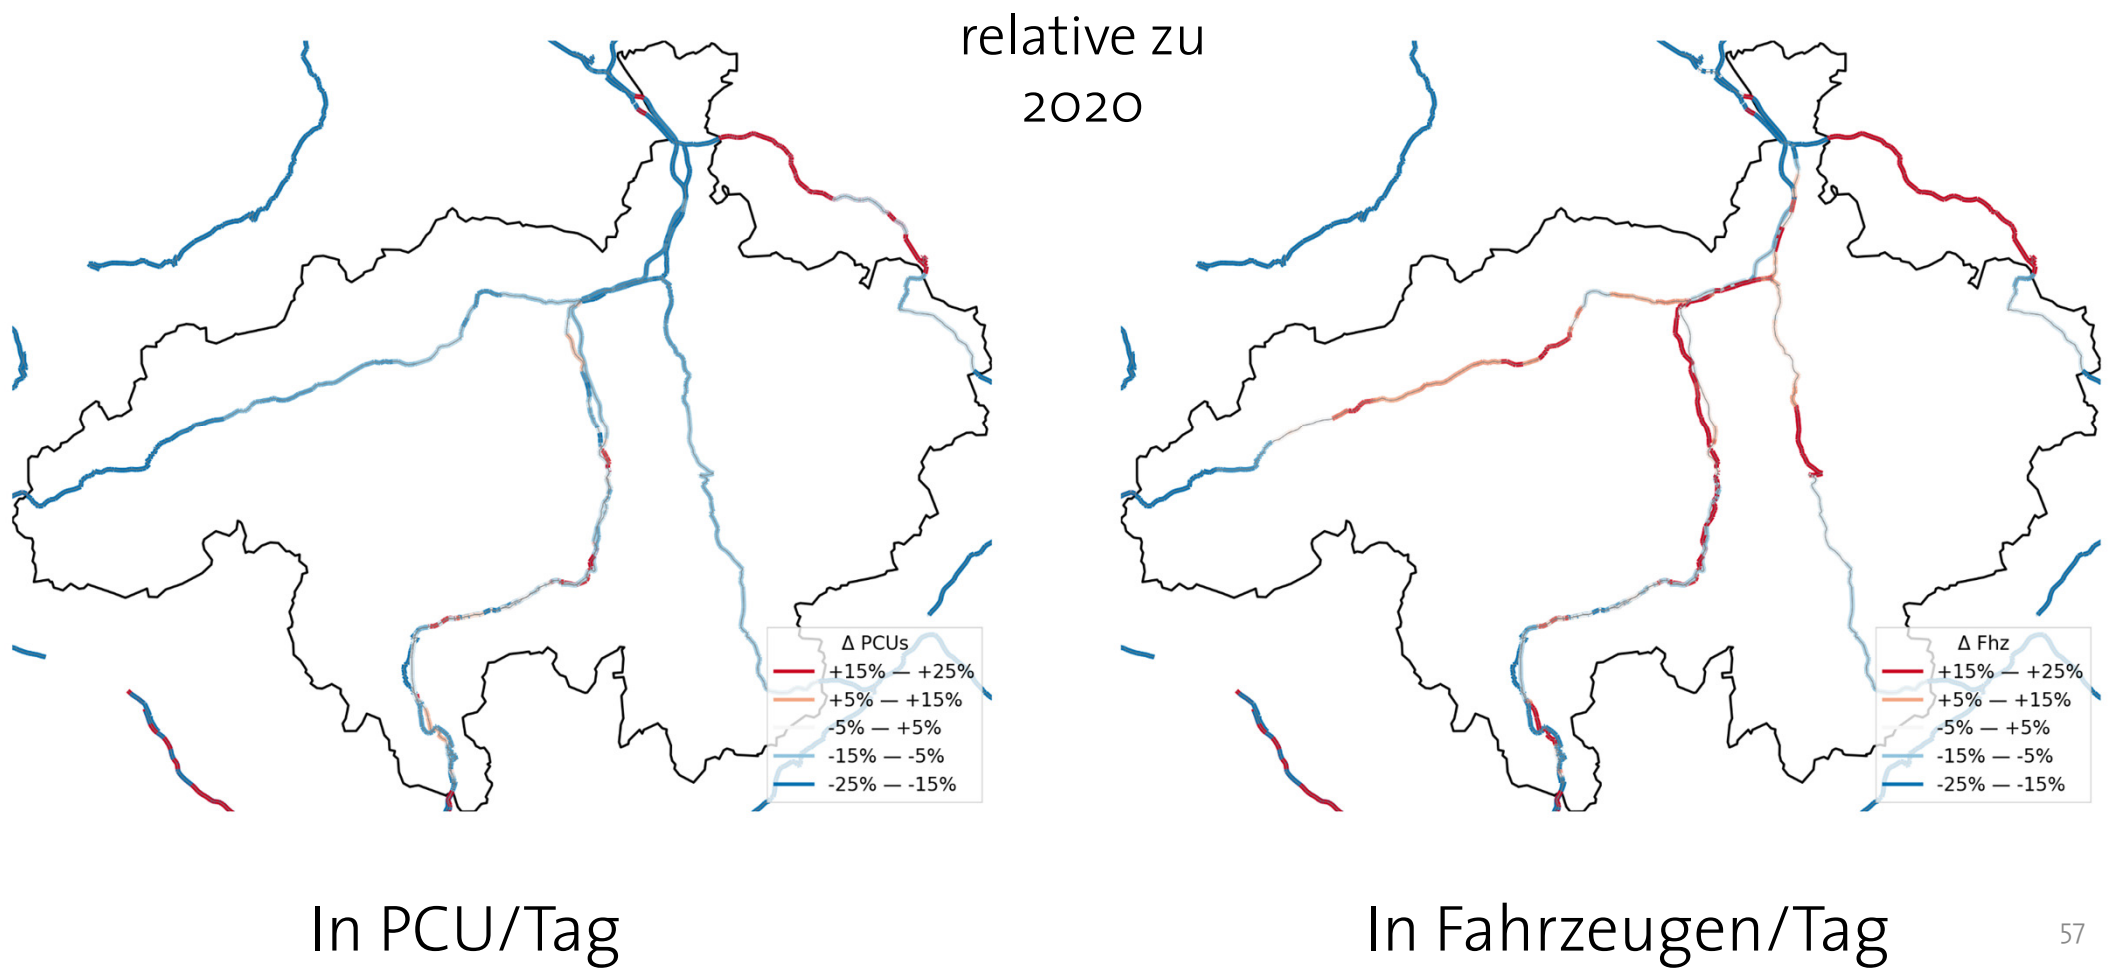 relative zu
2020
Δ PCUs
+15% — +25%
+5% — +15%
-5% — +5%
-15% — -5%
-25% — -15%
Δ Fhz
+15% — +25%
+5% — +15%
-5% — +5%
-15% — -5%
-25% — -15%
In PCU/Tag
In Fahrzeugen/Tag
57